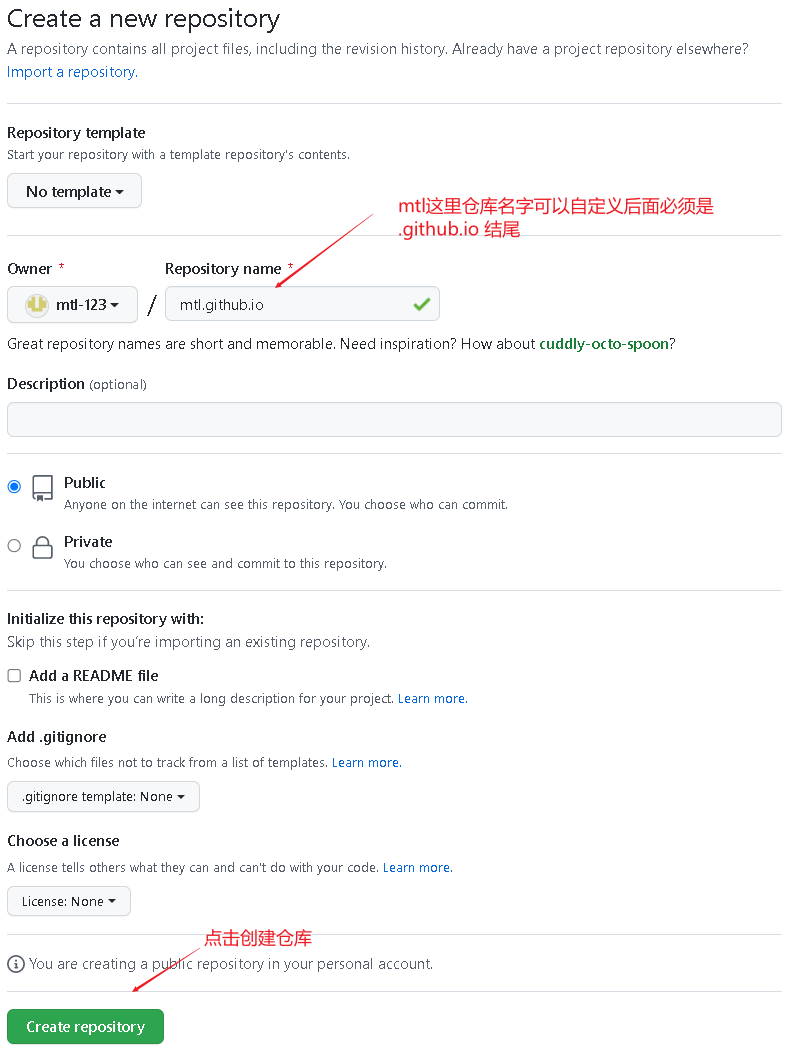 Create a new repository
A repository contains all project files, including the revision history. Already have a project repository elsewhere?
Import a repository.
Repository template
Start your repository with a template repository's contents.
No template
mtl这里仓库名字可以自定义后面必须是
.github.io 结尾
Owner *
Repository name *
mtl-123
/
mtl.github.io
Great repository names are short and memorable. Need inspiration? How about cuddly-octo-spoon?
Description (optional)
Public
Anyone on the internet can see this repository. You choose who can commit.
Private
You choose who can see and commit to this repository.
Initialize this repository with:
Skip this step if you're importing an existing repository.
Add a README file
This is where you can write a long description for your project. Learn more.
Add .gitignore
Choose which files not to track from a list of templates. Learn more.
.gitignore template: None
Choose a license
A license tells others what they can and can't do with your code. Learn more.
License: None
点击创建仓库
You are creating a public repository in your personal account.
Create repository